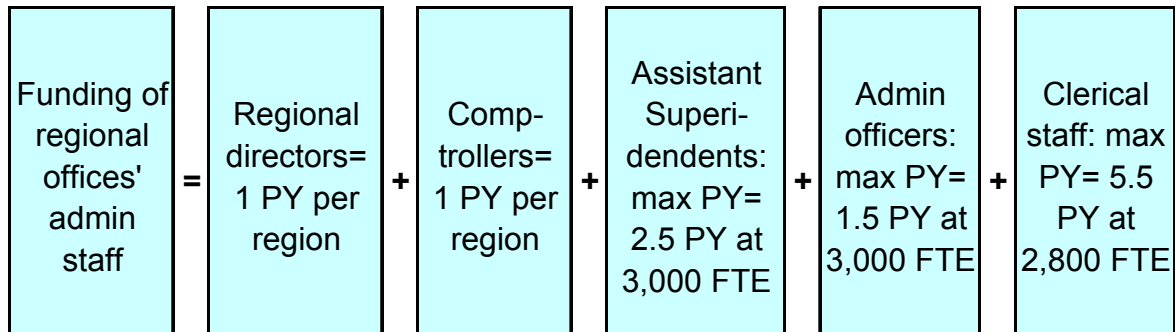 Funding of
regional
offices'
admin
staff
=
Regional
directors=
1 PY per
region
+
Comp-
trollers=
1 PY per
region
+
Assistant
Superi-
dendents:
max PY=
2.5 PY at
3,000 FTE
+
Admin
officers:
max PY=
1.5 PY at
3,000 FTE
+
Clerical
staff: max
PY= 5.5
PY at
2,800 FTE